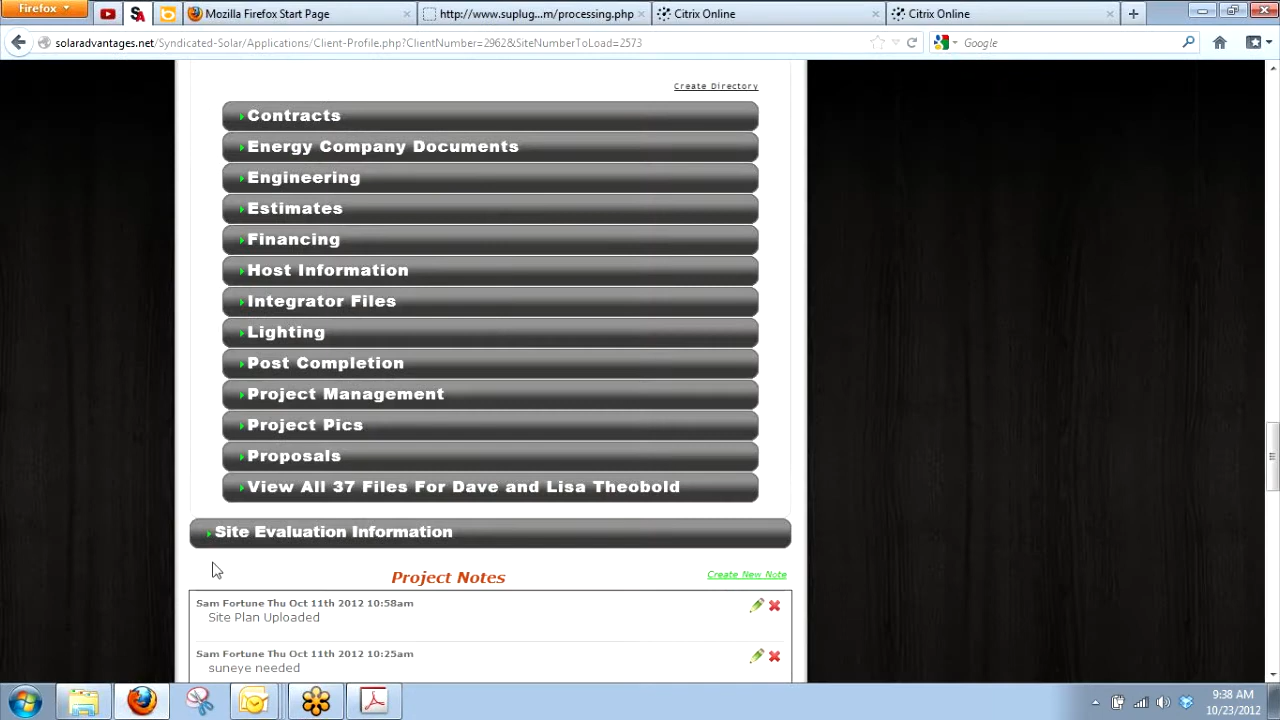 Firefox
Mozilla Firefox Start Page
http://www.suplug...m/processing.php
Citrix Online
Citrix Online
solaradvantages.net/Syndicated-Solar/Applications/Client-Profile.php?ClientNumber=2962&SiteNumberToLoad=2573
Google
Create Directory
Contracts
Energy Company Documents
Engineering
Estimates
Financing
Host Information
Integrator Files
Lighting
Post Completion
Project Management
Project Pics
Proposals
View All 37 Files For Dave and Lisa Theobold
Site Evaluation Information
Project Notes
Create New Note
Sam Fortune Thu Oct 11th 2012 10:58am
Site Plan Uploaded
Sam Fortune Thu Oct 11th 2012 10:25am
suneye needed
9:38 AM
10/23/2012